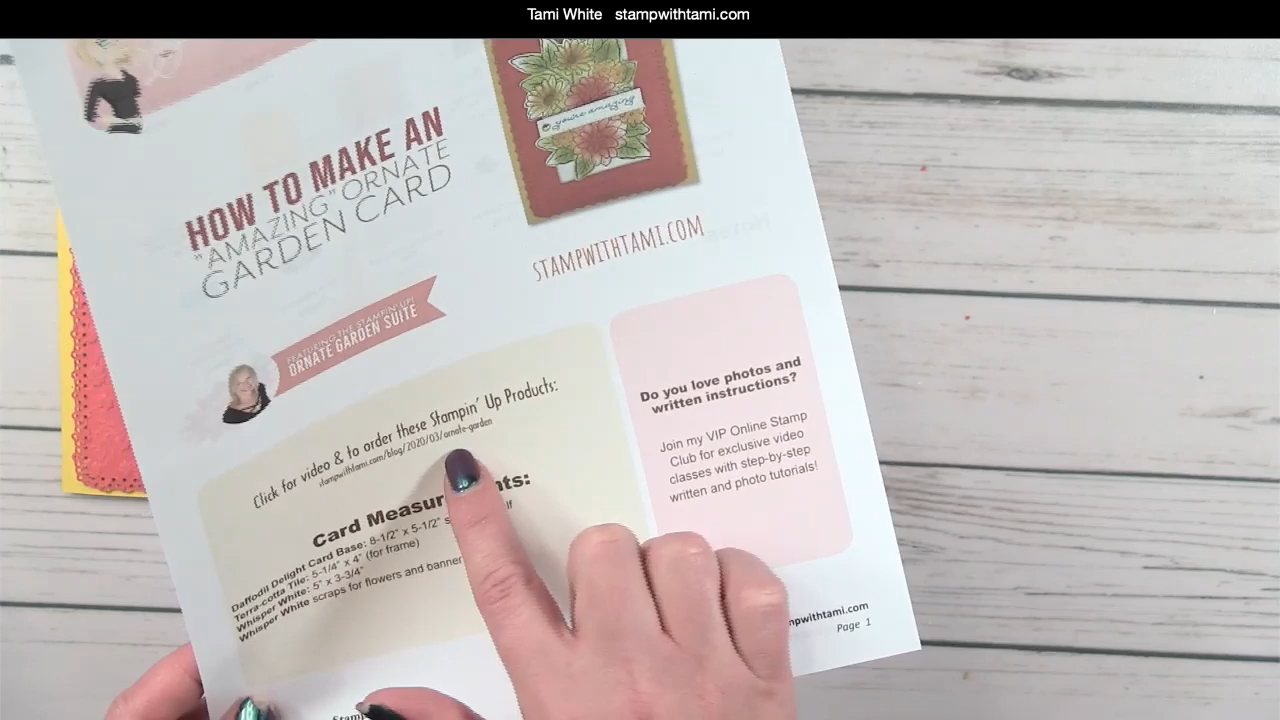 Tami White stampwithtami.com
you're amazing
HOW TO MAKE AN
"AMAZING" ORNATE
GARDEN CARD
STAMPWITHTAMI.COM
FEATURING THE STAMPIN' UP!
ORNATE GARDEN SUITE
Click for video & to order these Stampin' Up Products:
stampwithtami.com/blog/2020/03/ornate-garden
Card
Daffodil Delight Card Base: 8-1/2" x 5-1/2"
Terra-cotta Tile: 5-1/4" x 4" (for frame)
Whisper White: 5" x 3-3/4"
Whisper White scraps for flowers and banner
Do you love photos and
written instructions?
Join my VIP Online Stamp
Club for exclusive video
classes with step-by-step
written and photo tutorials!
mpwithtami.com
Page 1